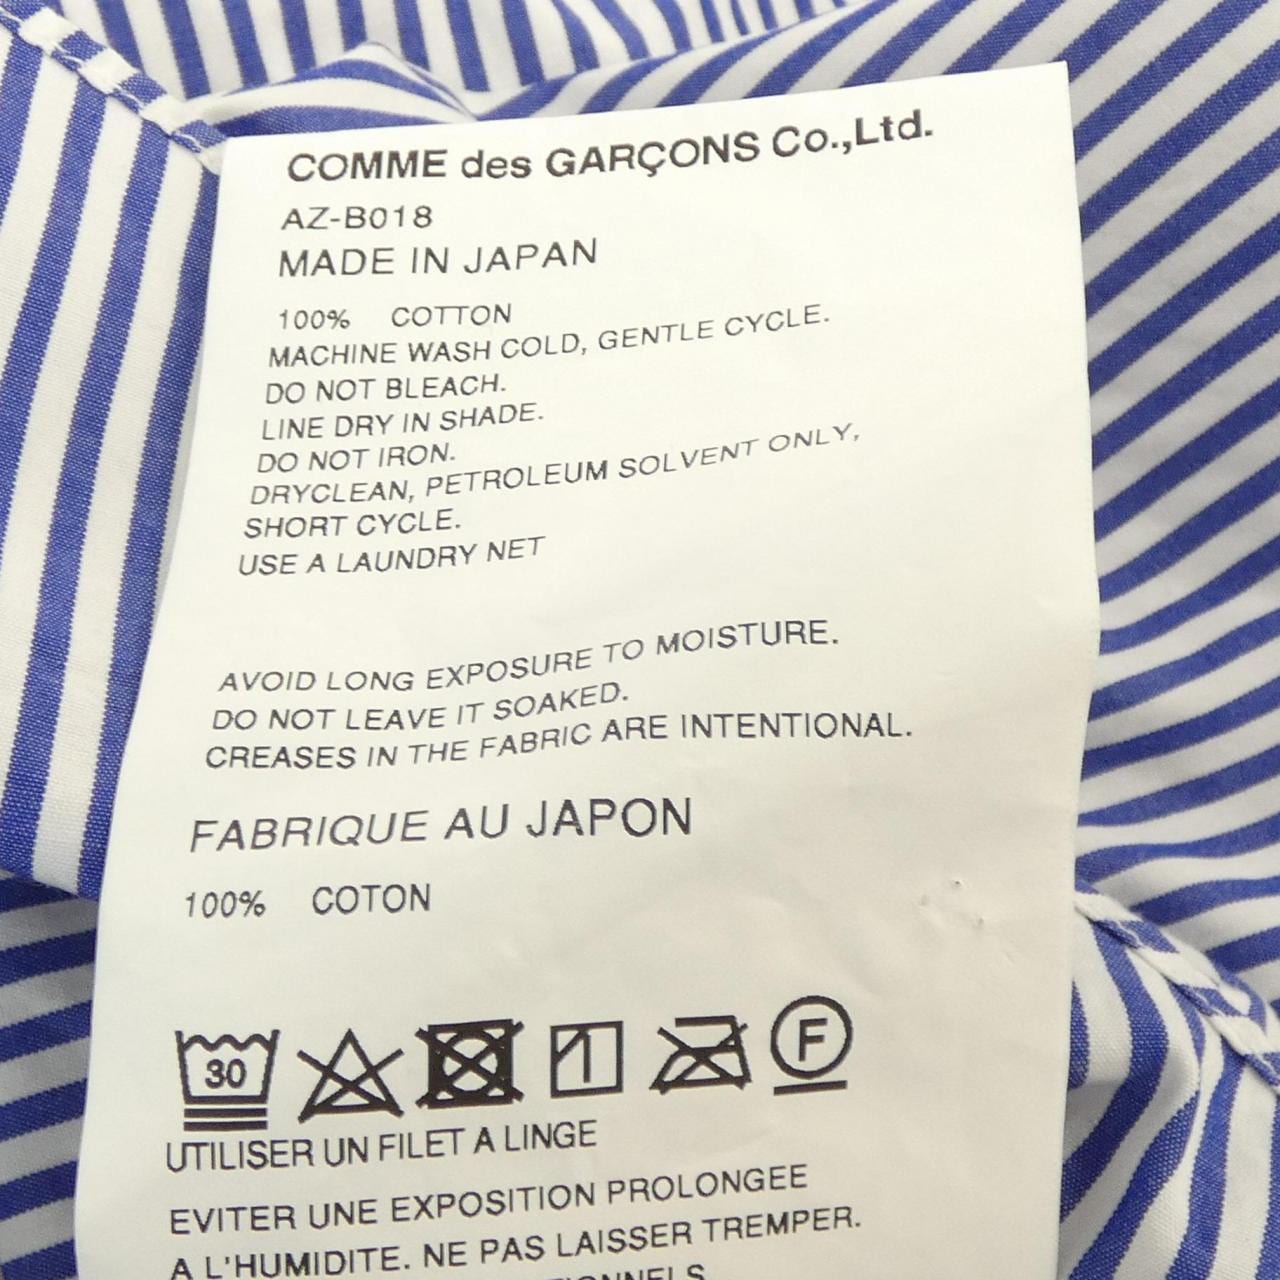 COMME des GARÇONS Co.,Ltd.
AZ-B018
MADE IN JAPAN
100% COTTON
MACHINE WASH COLD, GENTLE CYCLE.
DO NOT BLEACH.
LINE DRY IN SHADE.
DO NOT IRON.
DRYCLEAN, PETROLEUM SOLVENT ONLY,
SHORT CYCLE.
USE A LAUNDRY NET
AVOID LONG EXPOSURE TO MOISTURE.
DO NOT LEAVE IT SOAKED.
CREASES IN THE FABRIC ARE INTENTIONAL.
FABRIQUE AU JAPON
100% COTON
30 F
UTILISER UN FILET A LINGE
EVITER UNE EXPOSITION PROLONGEE
A L'HUMIDITE. NE PAS LAISSER TREMPER.